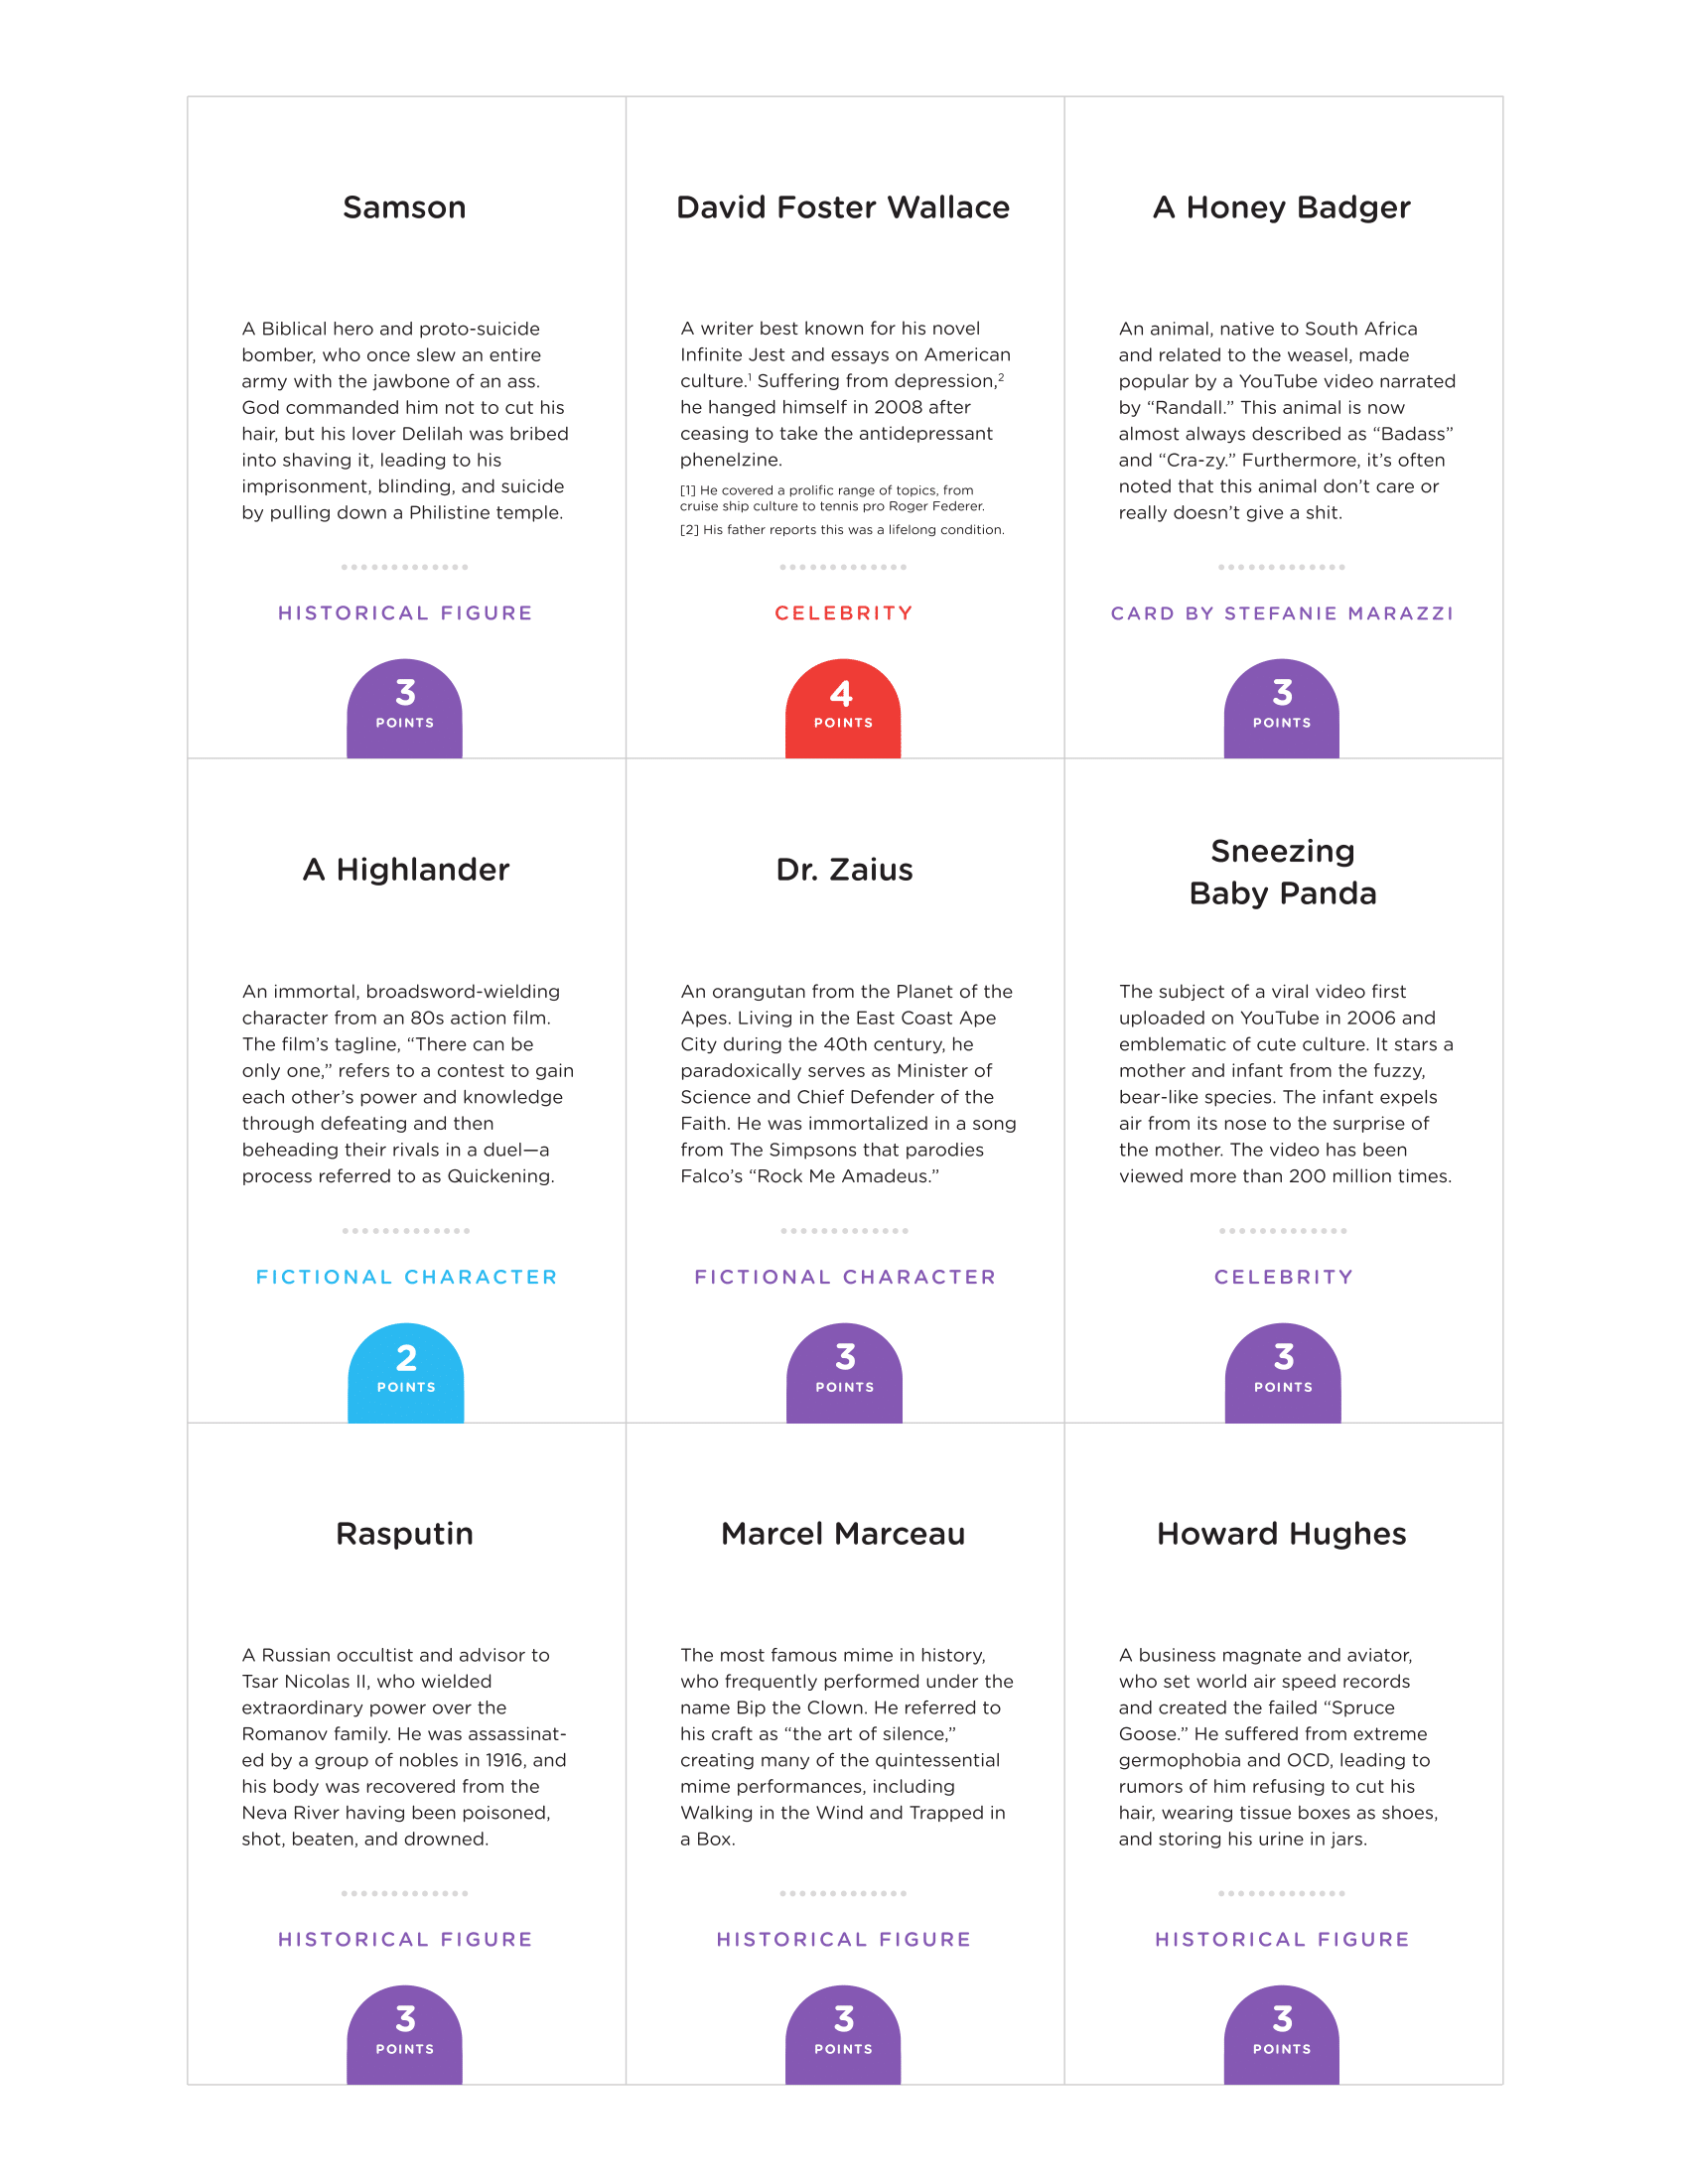 Samson
A Biblical hero and proto-suicide
bomber, who once slew an entire
army with the jawbone of an ass.
God commanded him not to cut his
hair, but his lover Delilah was bribed
into shaving it, leading to his
imprisonment, blinding, and suicide
by pulling down a Philistine temple.
HISTORICAL FIGURE
3
POINTS
David Foster Wallace
A writer best known for his novel
Infinite Jest and essays on American
culture.¹ Suffering from depression,²
he hanged himself in 2008 after
ceasing to take the antidepressant
phenelzine.
[1] He covered a prolific range of topics, from
cruise ship culture to tennis pro Roger Federer.
[2] His father reports this was a lifelong condition.
CELEBRITY
4
POINTS
A Honey Badger
An animal, native to South Africa
and related to the weasel, made
popular by a YouTube video narrated
by “Randall.” This animal is now
almost always described as “Badass”
and “Cra-zy.” Furthermore, it’s often
noted that this animal don’t care or
really doesn’t give a shit.
CARD BY STEFANIE MARAZZI
3
POINTS
A Highlander
An immortal, broadsword-wielding
character from an 80s action film.
The film’s tagline, “There can be
only one,” refers to a contest to gain
each other’s power and knowledge
through defeating and then
beheading their rivals in a duel—a
process referred to as Quickening.
FICTIONAL CHARACTER
2
POINTS
Dr. Zaius
An orangutan from the Planet of the
Apes. Living in the East Coast Ape
City during the 40th century, he
paradoxically serves as Minister of
Science and Chief Defender of the
Faith. He was immortalized in a song
from The Simpsons that parodies
Falco’s “Rock Me Amadeus.”
FICTIONAL CHARACTER
3
POINTS
Sneezing
Baby Panda
The subject of a viral video first
uploaded on YouTube in 2006 and
emblematic of cute culture. It stars a
mother and infant from the fuzzy,
bear-like species. The infant expels
air from its nose to the surprise of
the mother. The video has been
viewed more than 200 million times.
CELEBRITY
3
POINTS
Rasputin
A Russian occultist and advisor to
Tsar Nicolas II, who wielded
extraordinary power over the
Romanov family. He was assassinat-
ed by a group of nobles in 1916, and
his body was recovered from the
Neva River having been poisoned,
shot, beaten, and drowned.
HISTORICAL FIGURE
3
POINTS
Marcel Marceau
The most famous mime in history,
who frequently performed under the
name Bip the Clown. He referred to
his craft as “the art of silence,”
creating many of the quintessential
mime performances, including
Walking in the Wind and Trapped in
a Box.
HISTORICAL FIGURE
3
POINTS
Howard Hughes
A business magnate and aviator,
who set world air speed records
and created the failed “Spruce
Goose.” He suffered from extreme
germophobia and OCD, leading to
rumors of him refusing to cut his
hair, wearing tissue boxes as shoes,
and storing his urine in jars.
HISTORICAL FIGURE
3
POINTS